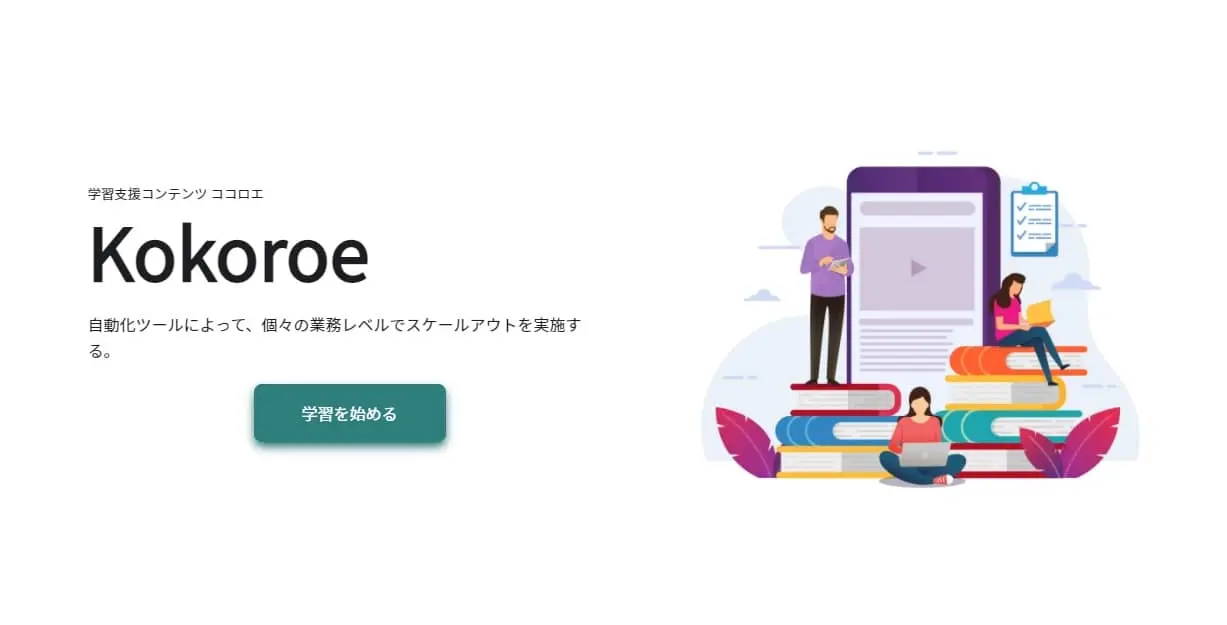 学習支援コンテンツ ココロエ
Kokoroe
自動化ツールによって、個々の業務レベルでスケールアウトを実施す
る。
学習を始める